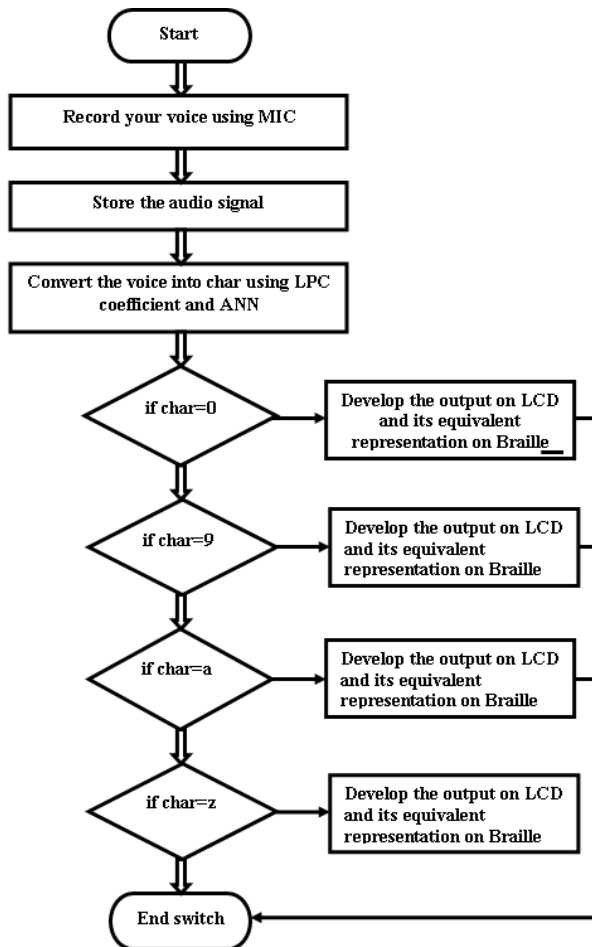 Start
Record your voice using MIC
Store the audio signal
Convert the voice into char using LPC
coefficient and ANN
if char=0
Develop the output on LCD
and its equivalent
representation on Braille
if char=9
Develop the output on LCD
and its equivalent
representation on Braille
if char=a
Develop the output on LCD
and its equivalent
representation on Braille
if char=z
Develop the output on LCD
and its equivalent
representation on Braille
End switch